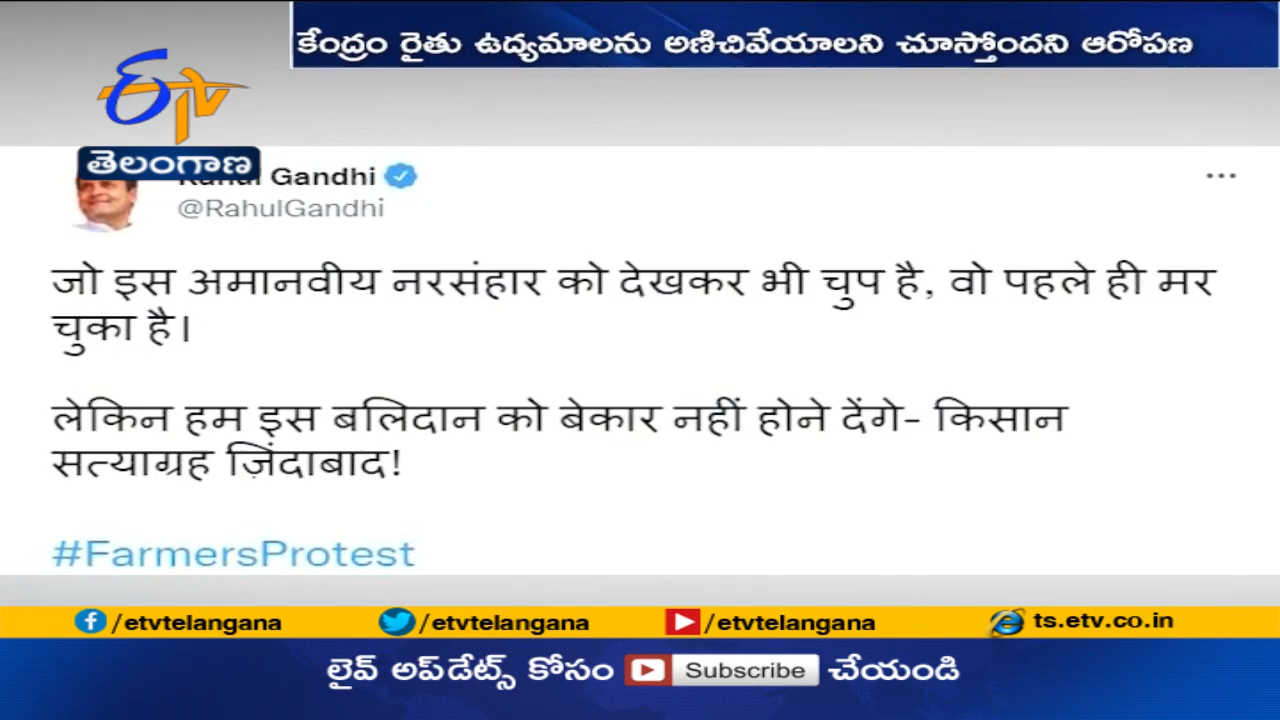 కేంద్రం రైతు ఉద్యమాలను అణిచివేయాలని చూస్తోందని ఆరోపణ
ETV
తెలంగాణ
Gandhi
@RahulGandhi
जो इस अमानवीय नरसंहार को देखकर भी चुप है, वो पहले ही मर
चुका है।
लेकिन हम इस बलिदान को बेकार नहीं होने देंगे- किसान
सत्याग्रह ज़िंदाबाद!
#FarmersProtest
/etvtelangana /etvtelangana /etvtelangana ts.etv.co.in
లైవ్ అప్‌డేట్స్ కోసం Subscribe చేయండి